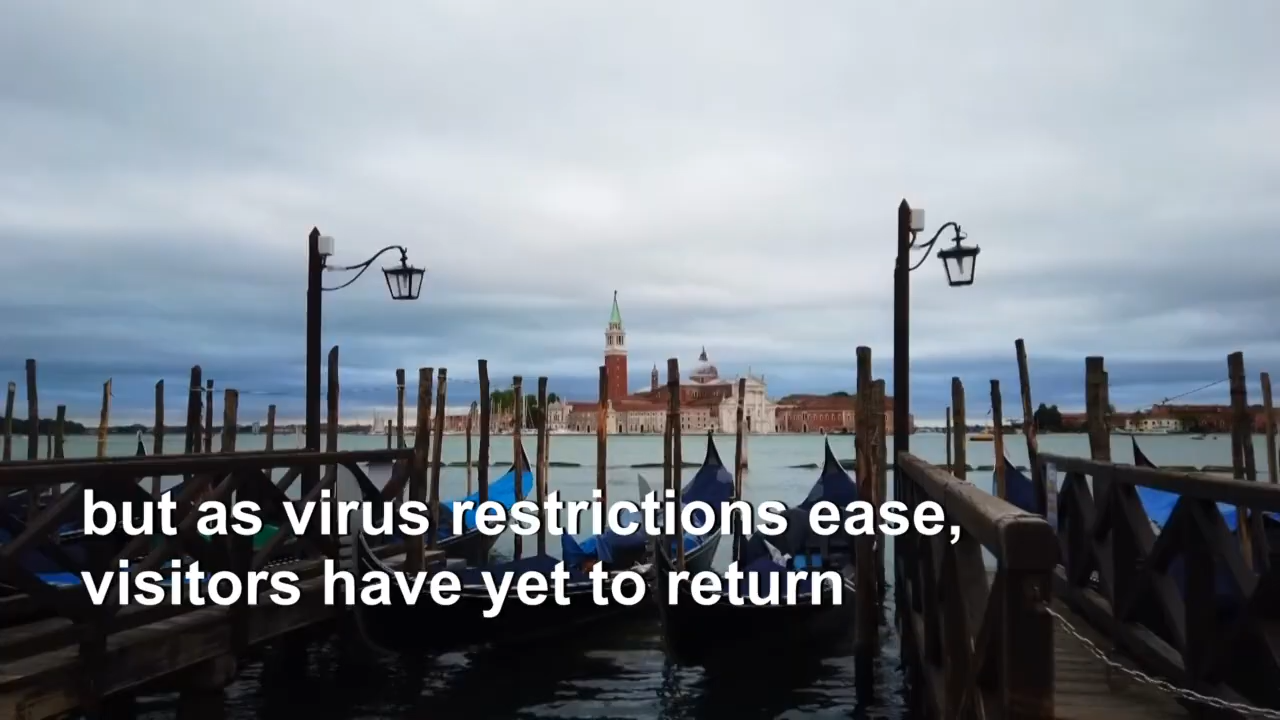 but as virus restrictions ease,
visitors have yet to return